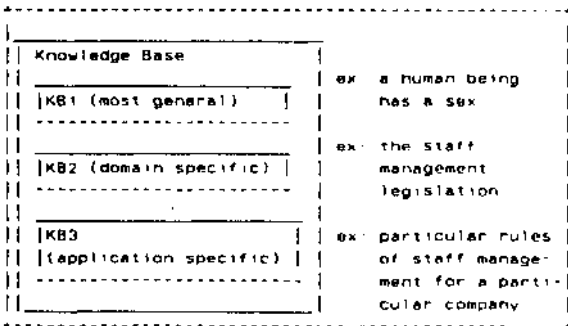 Knowledge Base
ex a human being
KB1 (most general) has a sex
ex: the staff
KB2 (domain specific) management
legislation
KB3 ex: particular rules
(application specific) of staff manage-
ment for a parti-
cular company